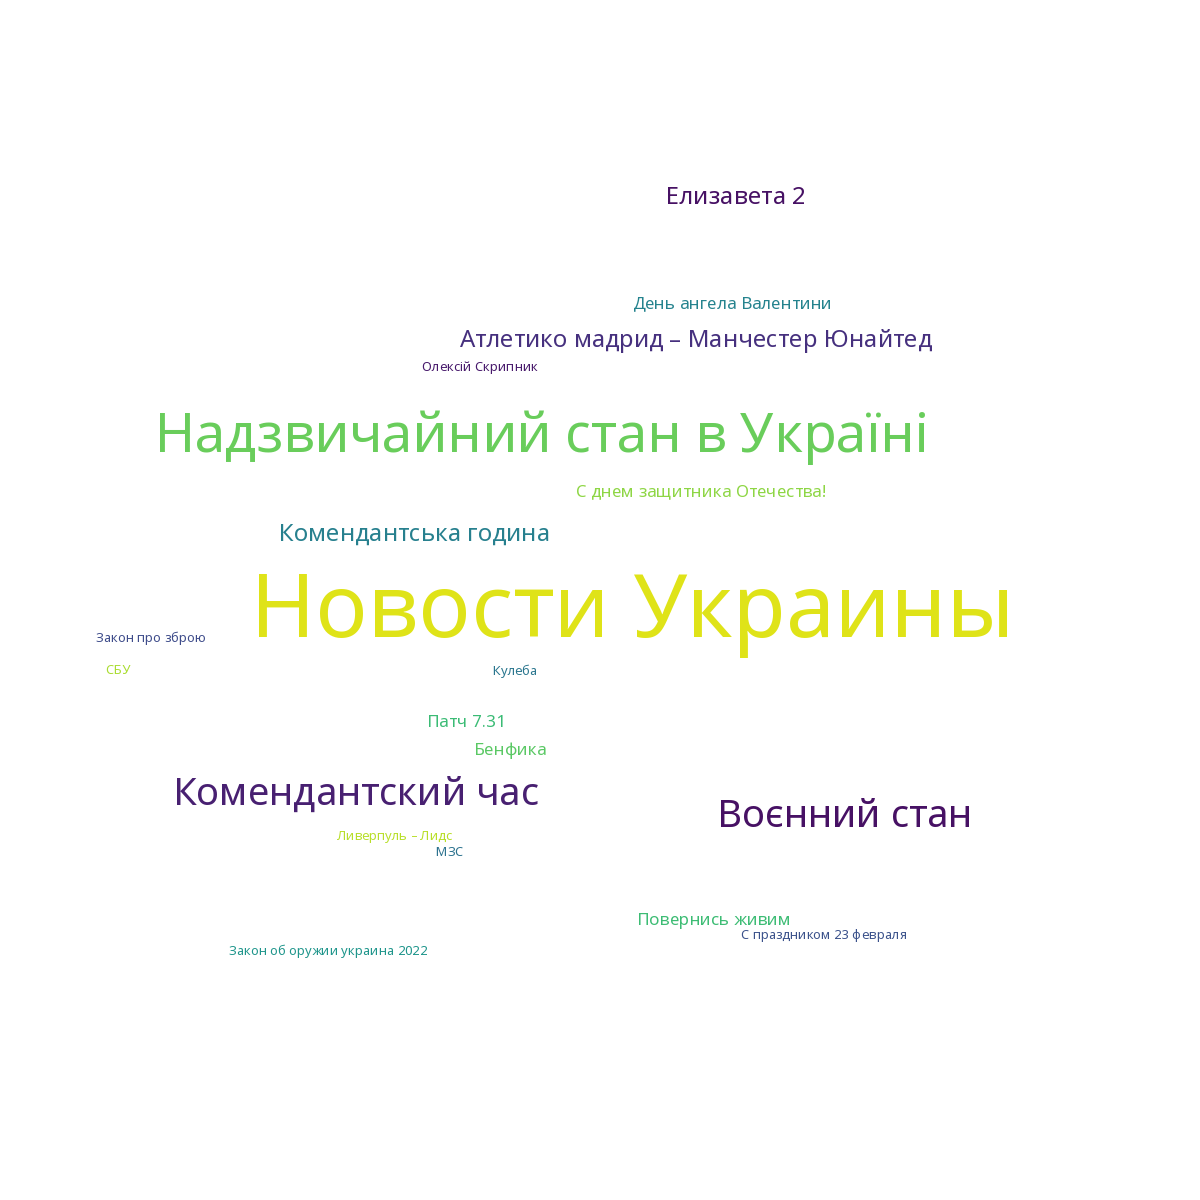 Елизавета 2
День ангела Валентини
Атлетико мадрид – Манчестер Юнайтед
Олексій Скрипник
Надзвичайний стан в Україні
С днем защитника Отечества!
Комендантська година
Новости Украины
Закон про зброю
СБУ
Кулеба
Патч 7.31
Бенфика
Комендантский час
Воєнний стан
Ливерпуль – Лидс
МЗС
Повернись живим
С праздником 23 февраля
Закон об оружии украина 2022